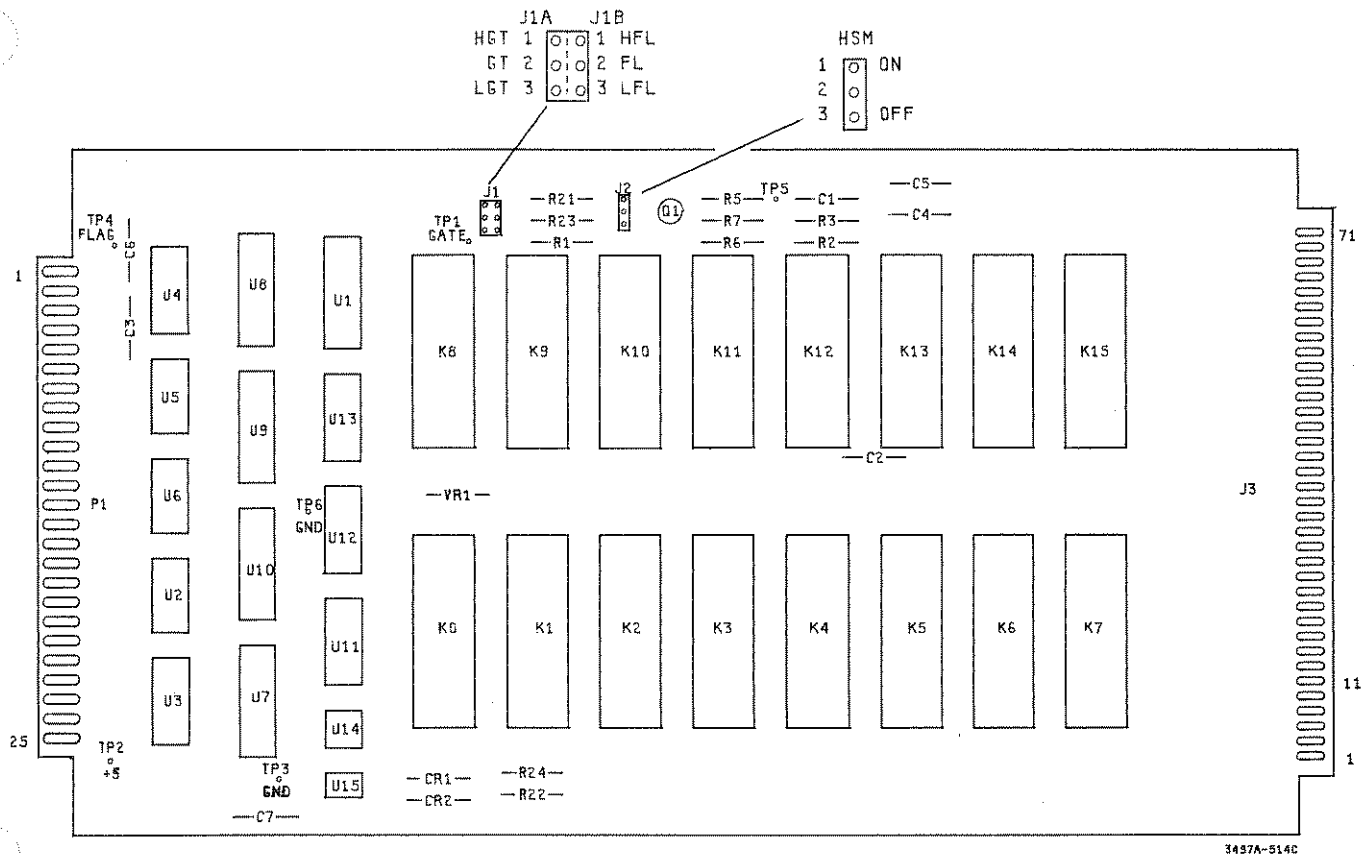 J1A J1B
HGT 1 1 HFL
GT 2 2 FL
LGT 3 3 LFL
HSM
1 ON
2
3 OFF
J1
R21
J2
R5
TP5
C1
C5
TP4
FLAG
C6
TP1
GATE
R23
Q1
R7
R3
C4
R1
R6
R2
71
1
U4
U8
U1
C3
K8
K9
K10
K11
K12
K13
K14
K15
U5
U9
U13
C2
P1
U6
TP6
GND
U12
VR1
J3
U2
U10
U11
K0
K1
K2
K3
K4
K5
K6
K7
U3
U7
U14
11
25
TP2
+5
TP3
GND
U15
CR1
CR2
R24
R22
1
C7
3497A-514C